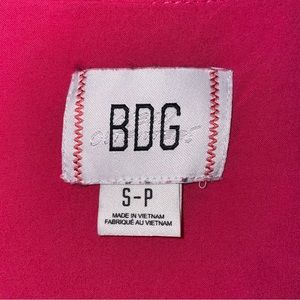 BDG
S-P
MADE IN VIETNAM
FABRIQUÉ AU VIETNAM